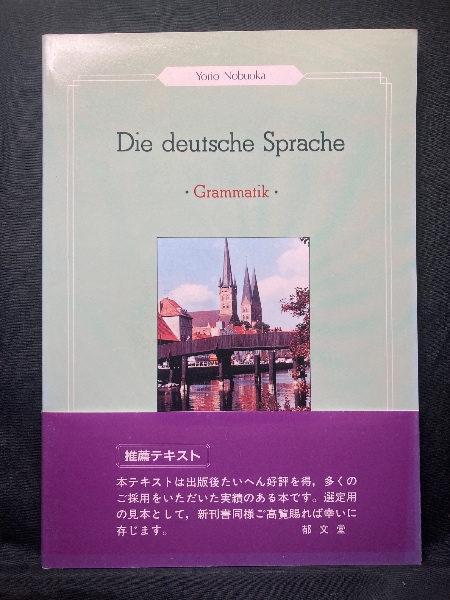 Yorio Nobuoka
Die deutsche Sprache
・Grammatik・
推薦テキスト
本テキストは出版後たいへん好評を得，多くの
ご採用をいただいた実績のある本です。選定用
の見本として，新刊書同様ご高覧賜れば幸いに
存じます。 郁文堂